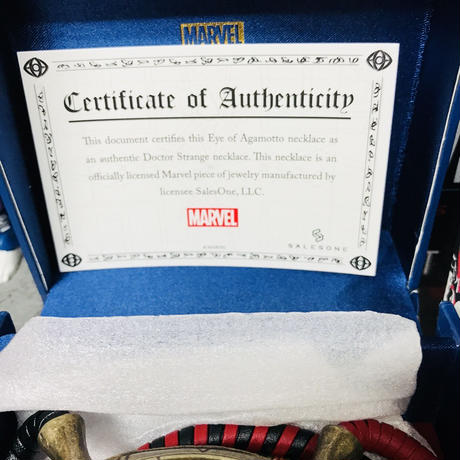 MARVEL
Certificate of Authenticity
This document certifies this Eye of Agamotto necklace as
an authentic Doctor Strange necklace. This necklace is an
officially licensed Marvel piece of jewelry manufactured by
licensee SalesOne, LLC.
MARVEL
SALESONE